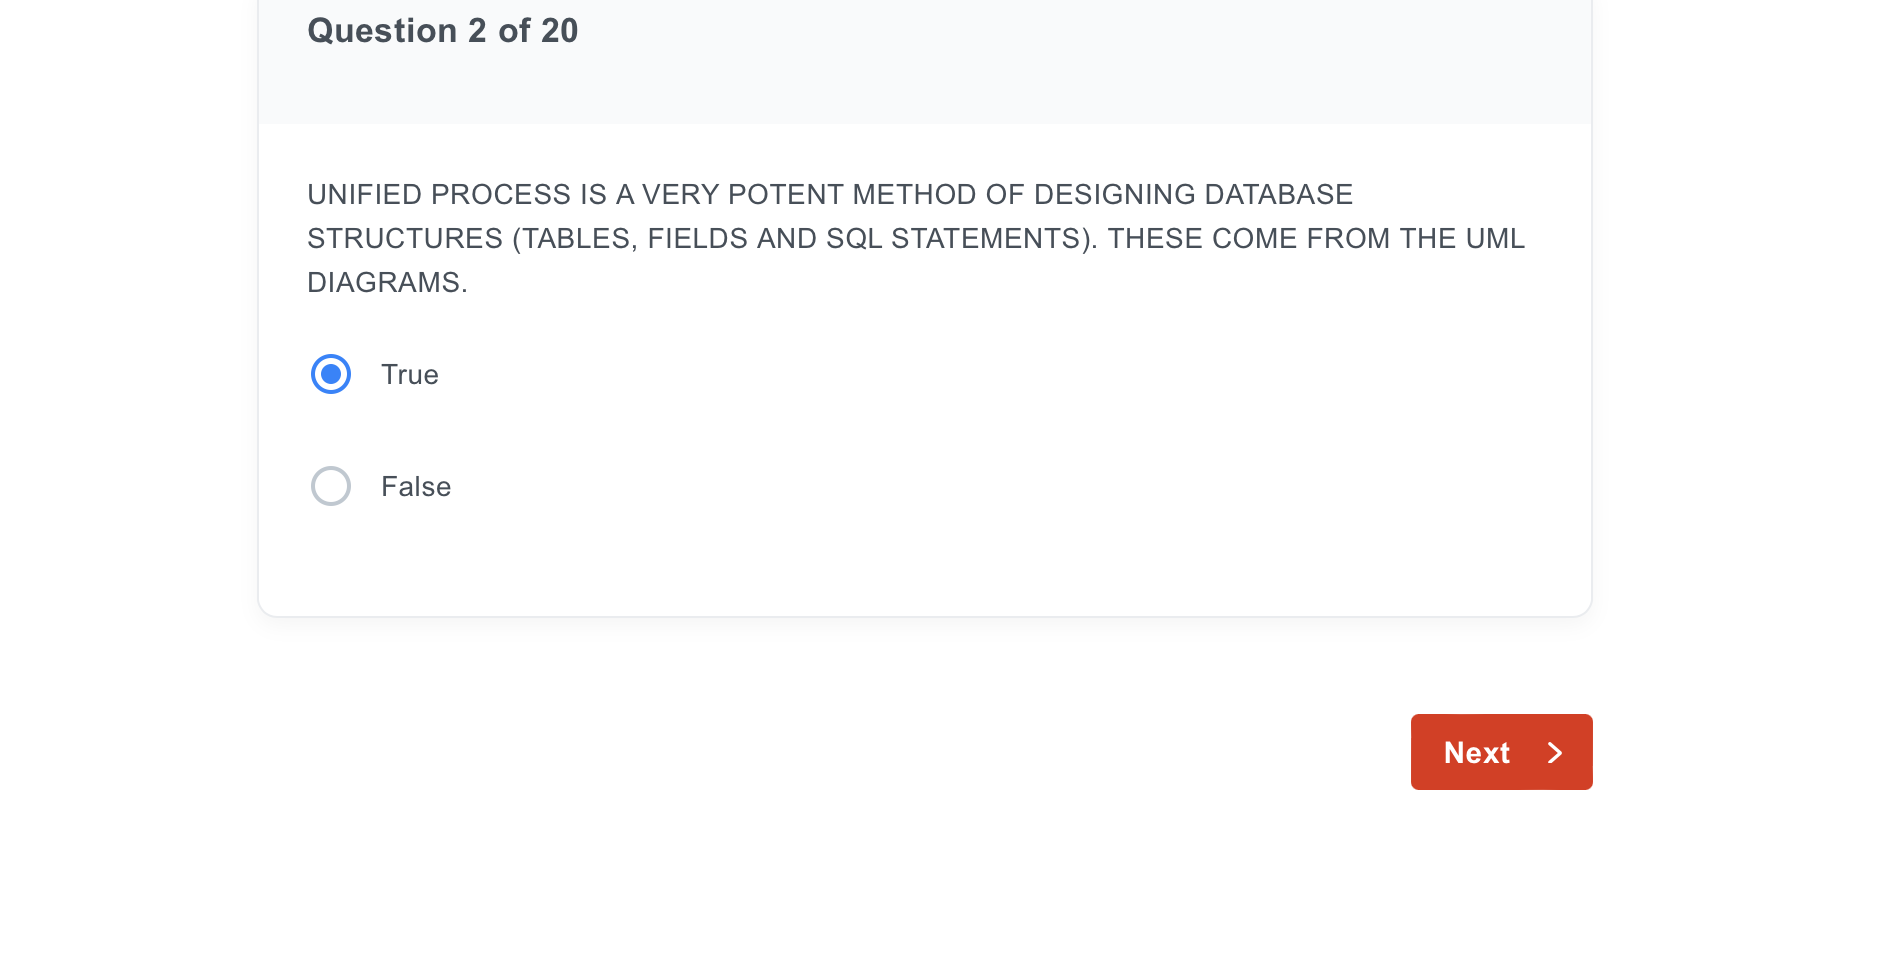 Question 2 of 20
UNIFIED PROCESS IS A VERY POTENT METHOD OF DESIGNING DATABASE
STRUCTURES (TABLES, FIELDS AND SQL STATEMENTS). THESE COME FROM THE UML
DIAGRAMS.
True
False
Next